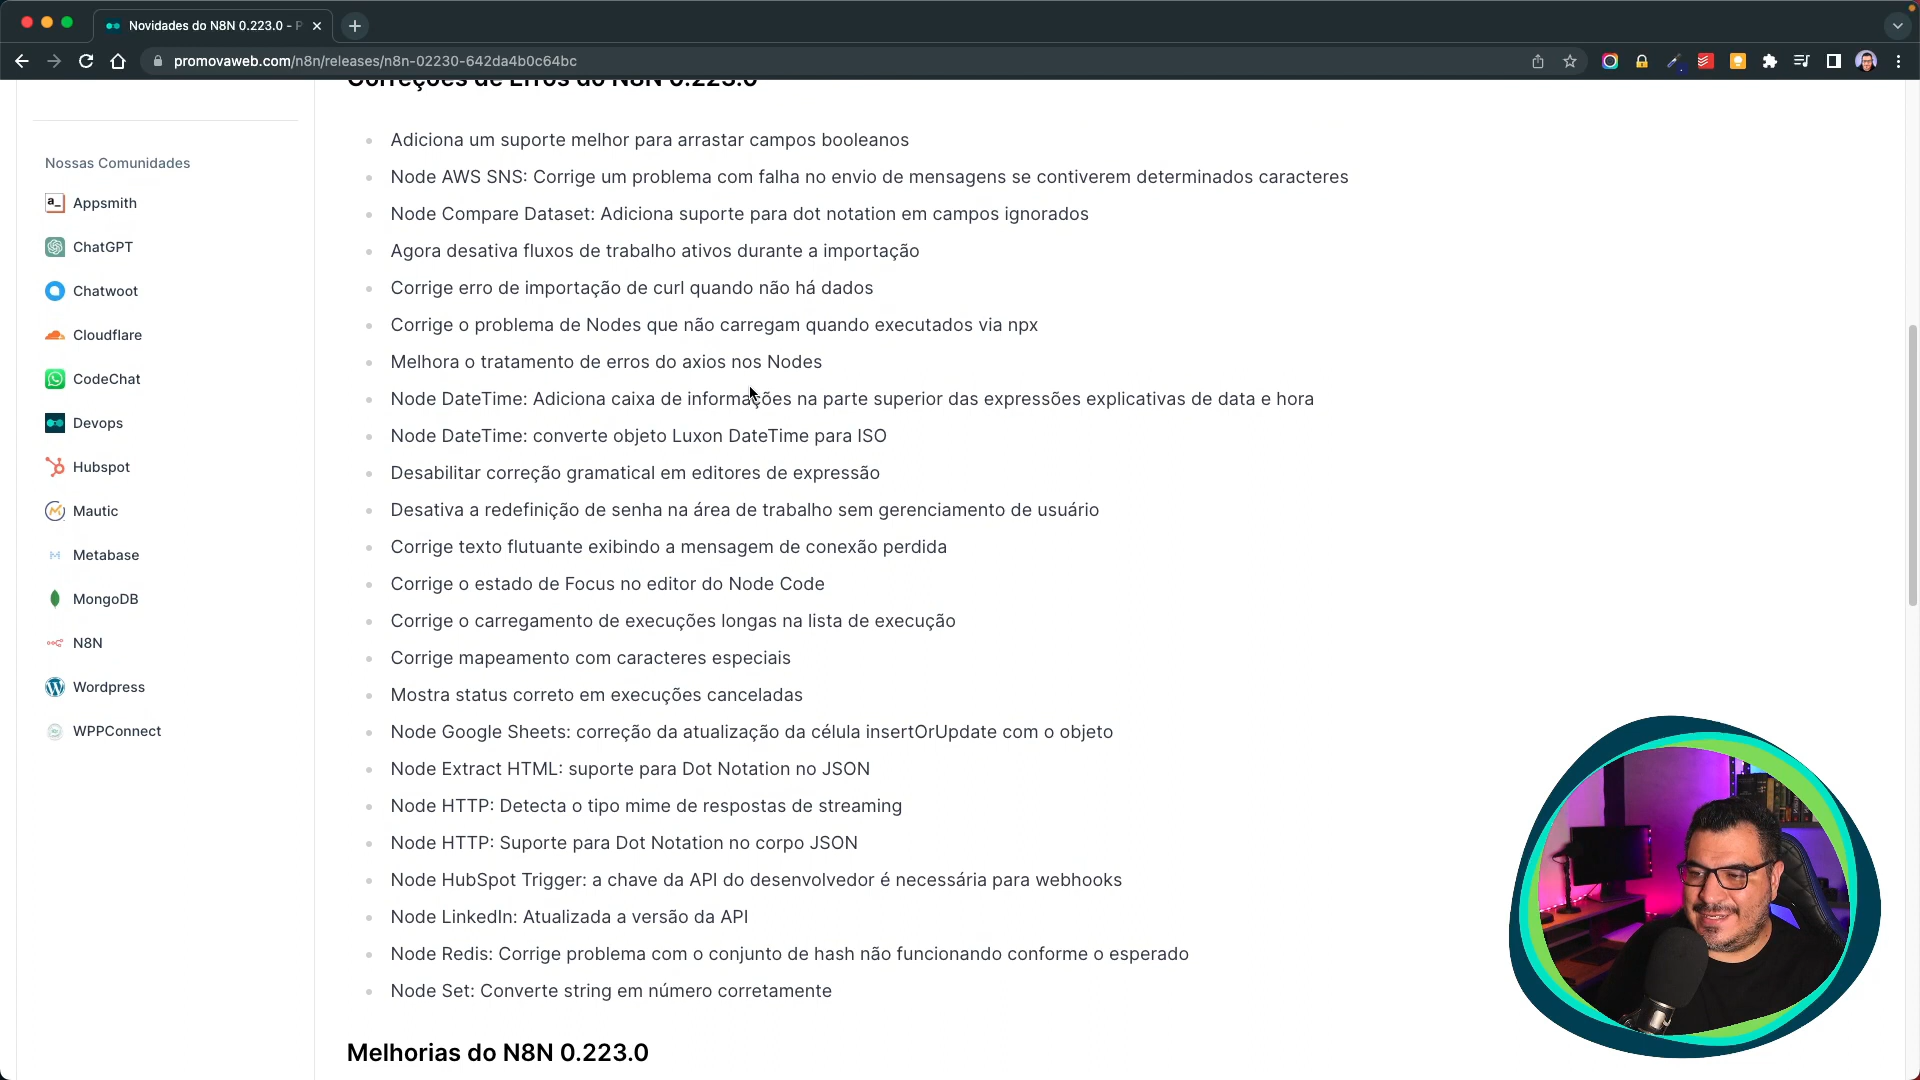 Novidades do N8N 0.223.0 - P
promovaweb.com/n8n/releases/n8n-02230-642da4b0c64bc
Correções de Erros do N8N 0.223.0
Nossas Comunidades
Appsmith
ChatGPT
Chatwoot
Cloudflare
CodeChat
Devops
Hubspot
Mautic
Metabase
MongoDB
N8N
Wordpress
WPPConnect
Adiciona um suporte melhor para arrastar campos booleanos
Node AWS SNS: Corrige um problema com falha no envio de mensagens se contiverem determinados caracteres
Node Compare Dataset: Adiciona suporte para dot notation em campos ignorados
Agora desativa fluxos de trabalho ativos durante a importação
Corrige erro de importação de curl quando não há dados
Corrige o problema de Nodes que não carregam quando executados via npx
Melhora o tratamento de erros do axios nos Nodes
Node DateTime: Adiciona caixa de informações na parte superior das expressões explicativas de data e hora
Node DateTime: converte objeto Luxon DateTime para ISO
Desabilitar correção gramatical em editores de expressão
Desativa a redefinição de senha na área de trabalho sem gerenciamento de usuário
Corrige texto flutuante exibindo a mensagem de conexão perdida
Corrige o estado de Focus no editor do Node Code
Corrige o carregamento de execuções longas na lista de execução
Corrige mapeamento com caracteres especiais
Mostra status correto em execuções canceladas
Node Google Sheets: correção da atualização da célula insertOrUpdate com o objeto
Node Extract HTML: suporte para Dot Notation no JSON
Node HTTP: Detecta o tipo mime de respostas de streaming
Node HTTP: Suporte para Dot Notation no corpo JSON
Node HubSpot Trigger: a chave da API do desenvolvedor é necessária para webhooks
Node LinkedIn: Atualizada a versão da API
Node Redis: Corrige problema com o conjunto de hash não funcionando conforme o esperado
Node Set: Converte string em número corretamente
Melhorias do N8N 0.223.0